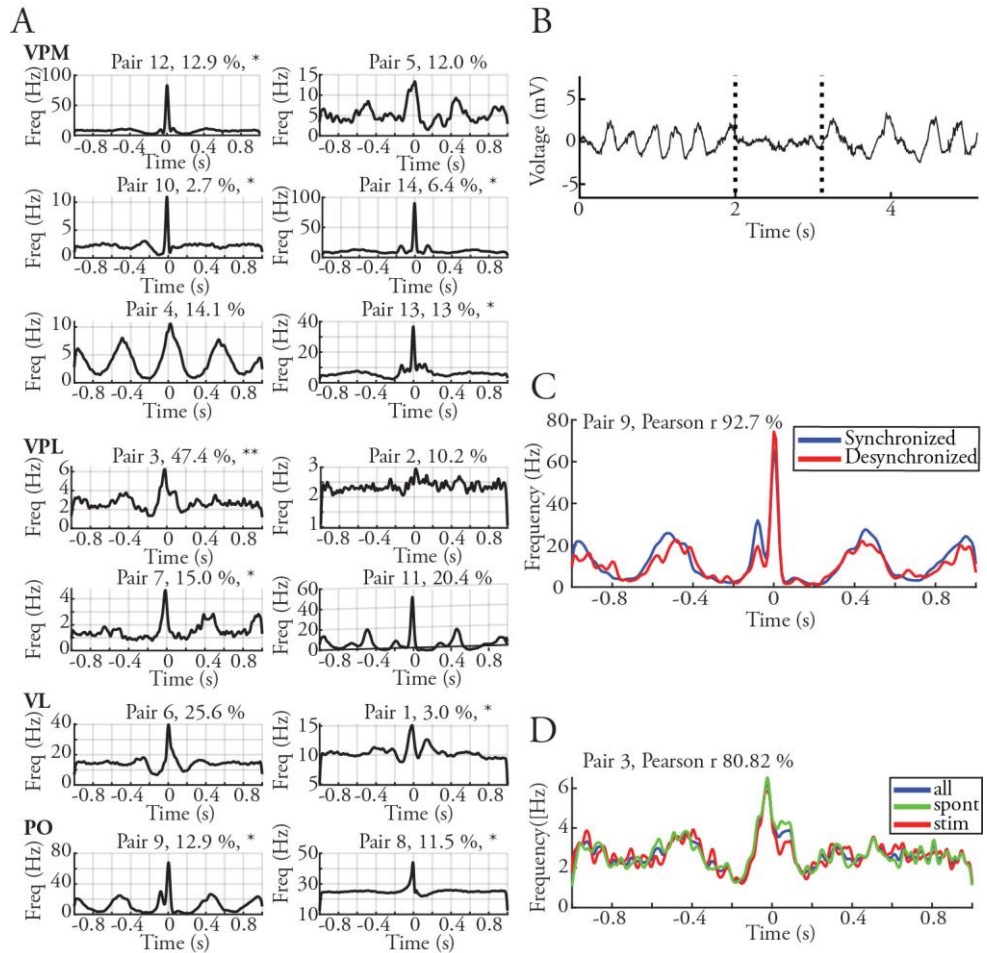 A
VPM
Pair 12, 12.9 %, *
Freq (Hz)
100
50
0
-0.8 -0.4 0 0.4 0.8
Time (s)
Pair 5, 12.0 %
Freq (Hz)
15
10
5
0
-0.8 -0.4 0 0.4 0.8
Time (s)
Pair 10, 2.7 %, *
Freq (Hz)
10
5
0
-0.8 -0.4 0 0.4 0.8
Time (s)
Pair 14, 6.4 %, *
Freq (Hz)
100
50
0
-0.8 -0.4 0 0.4 0.8
Time (s)
Pair 4, 14.1 %
Freq (Hz)
10
5
0
-0.8 -0.4 0 0.4 0.8
Time (s)
Pair 13, 13 %, *
Freq (Hz)
40
20
0
-0.8 -0.4 0 0.4 0.8
Time (s)
VPL
Pair 3, 47.4 %, **
Freq (Hz)
6
4
2
0
-0.8 -0.4 0 0.4 0.8
Time (s)
Pair 2, 10.2 %
Freq (Hz)
3
2
1
-0.8 -0.4 0 0.4 0.8
Time (s)
Pair 7, 15.0 %, *
Freq (Hz)
4
2
0
-0.8 -0.4 0 0.4 0.8
Time (s)
Pair 11, 20.4 %
Freq (Hz)
60
40
20
0
-0.8 -0.4 0 0.4 0.8
Time (s)
VL
Pair 6, 25.6 %
Freq (Hz)
40
20
0
-0.8 -0.4 0 0.4 0.8
Time (s)
Pair 1, 3.0 %, *
Freq (Hz)
15
10
5
-0.8 -0.4 0 0.4 0.8
Time (s)
PO
Pair 9, 12.9 %, *
Freq (Hz)
80
40
0
-0.8 -0.4 0 0.4 0.8
Time (s)
Pair 8, 11.5 %, *
Freq (Hz)
50
30
10
-0.8 -0.4 0 0.4 0.8
Time (s)
B
Voltage (mV)
5
0
-5
0 2 4
Time (s)
C
Pair 9, Pearson r 92.7 %
Synchronized
Desynchronized
Frequency (Hz)
80
60
40
20
0
-0.8 -0.4 0 0.4 0.8
Time (s)
D
Pair 3, Pearson r 80.82 %
all
spont
stim
Frequency([Hz)
6
4
2
0
-0.8 -0.4 0 0.4 0.8
Time (s)